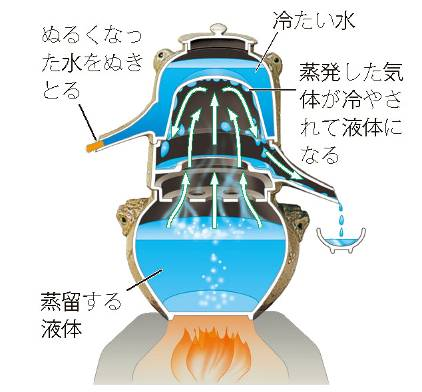 ぬるくなっ
た水をぬき
とる
冷たい水
蒸発した気
体が冷やさ
れて液体に
なる
蒸留する
液体